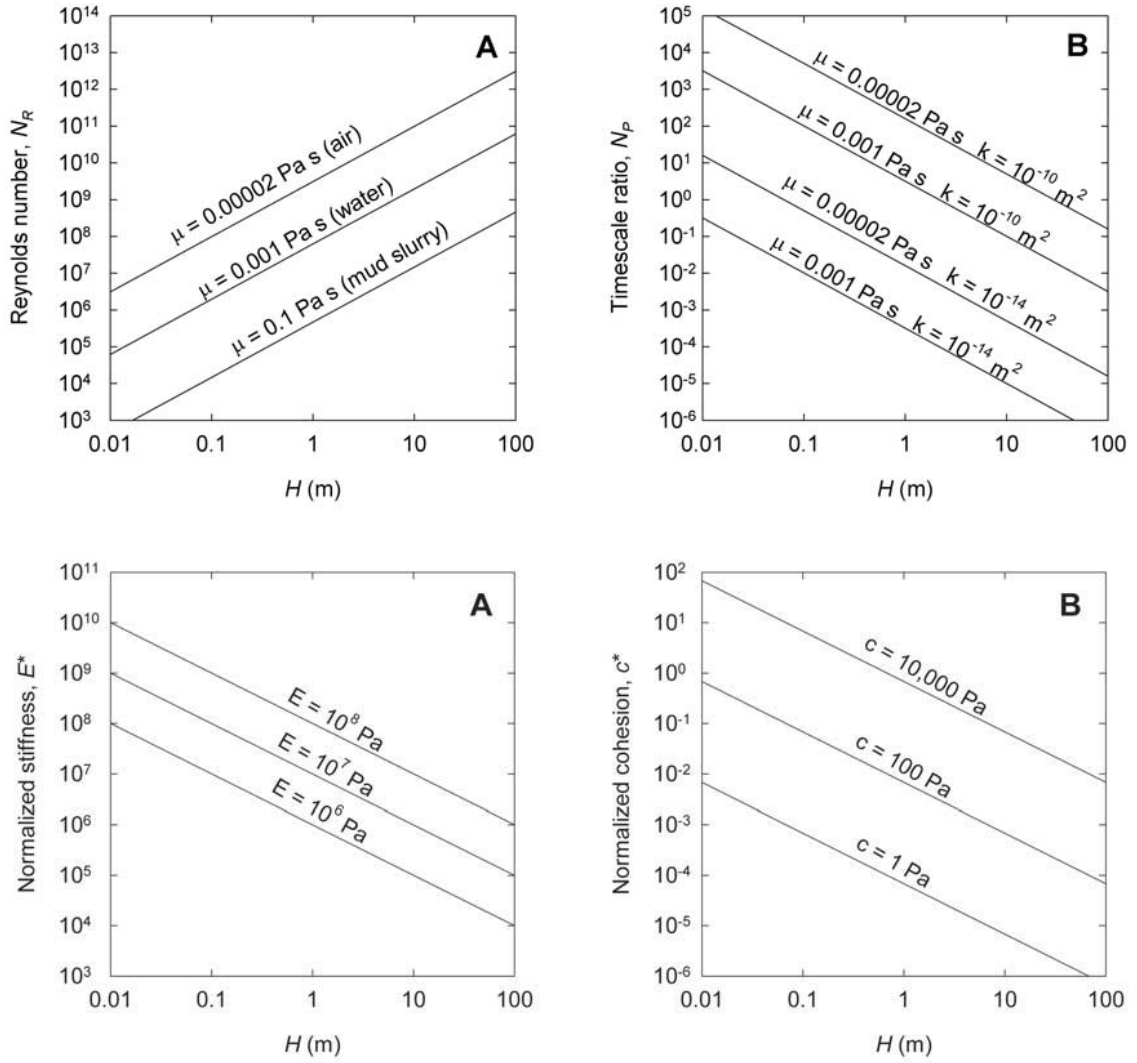 A
Reynolds number, N_R
10^14
10^13
10^12
10^11
10^10
10^9
10^8
10^7
10^6
10^5
10^4
10^3
μ = 0.00002 Pa s (air)
μ = 0.001 Pa s (water)
μ = 0.1 Pa s (mud slurry)
0.01 0.1 1 10 100
H (m)
B
Timescale ratio, N_P
10^5
10^4
10^3
10^2
10^1
10^0
10^-1
10^-2
10^-3
10^-4
10^-5
10^-6
μ = 0.00002 Pa s k = 10^-10 m^2
μ = 0.001 Pa s k = 10^-10 m^2
μ = 0.00002 Pa s k = 10^-14 m^2
μ = 0.001 Pa s k = 10^-14 m^2
0.01 0.1 1 10 100
H (m)
A
Normalized stiffness, E*
10^11
10^10
10^9
10^8
10^7
10^6
10^5
10^4
10^3
E = 10^8 Pa
E = 10^7 Pa
E = 10^6 Pa
0.01 0.1 1 10 100
H (m)
B
Normalized cohesion, c*
10^2
10^1
10^0
10^-1
10^-2
10^-3
10^-4
10^-5
10^-6
c = 10,000 Pa
c = 100 Pa
c = 1 Pa
0.01 0.1 1 10 100
H (m)